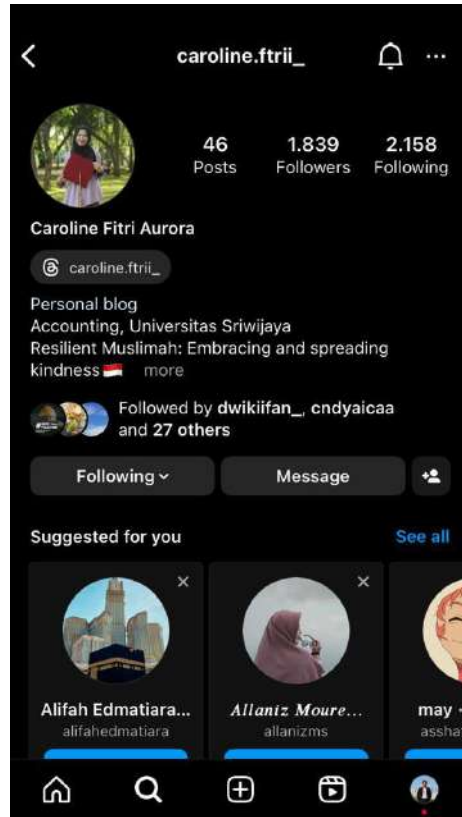 caroline.ftrii_
46 1.839 2.158
Posts Followers Following
Caroline Fitri Aurora
caroline.ftrii_
Personal blog
Accounting, Universitas Sriwijaya
Resilient Muslimah: Embracing and spreading
kindness🇮🇩 more
Followed by dwikiifan_, cndyaicaa
and 27 others
Following Message
Suggested for you See all
Alifah Edmatiara... Allaniz Moure... may
alifahedmatiara allanizms